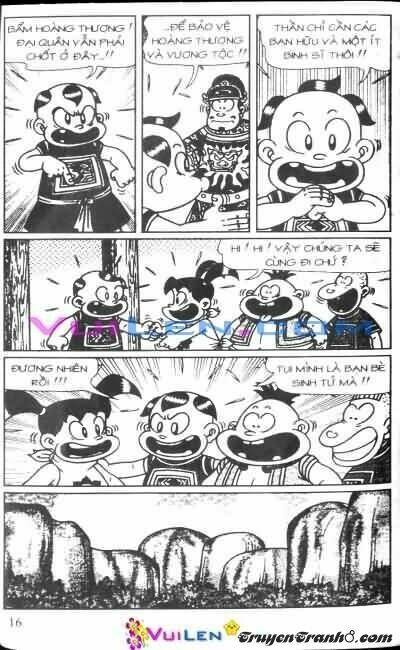 BẨM HOÀNG THƯỢNG!
ĐẠI QUÂN VẪN PHẢI
CHỐT Ở ĐÂY...!!
...ĐỂ BẢO VỆ
HOÀNG THƯỢNG
VÀ VƯƠNG TỘC!!
THẦN CHỈ CẦN CÁC
BẠN HỮU VÀ MỘT ÍT
BINH SĨ THÔI!!
HI! HI! VẬY CHÚNG TA SẼ
CÙNG ĐI CHỨ?
VUILEN.COM
ĐƯƠNG NHIÊN
RỒI!!!
TỤI MÌNH LÀ BẠN BÈ
SINH TỬ MÀ!!
16
VUILEN
TruyenTranh8.com